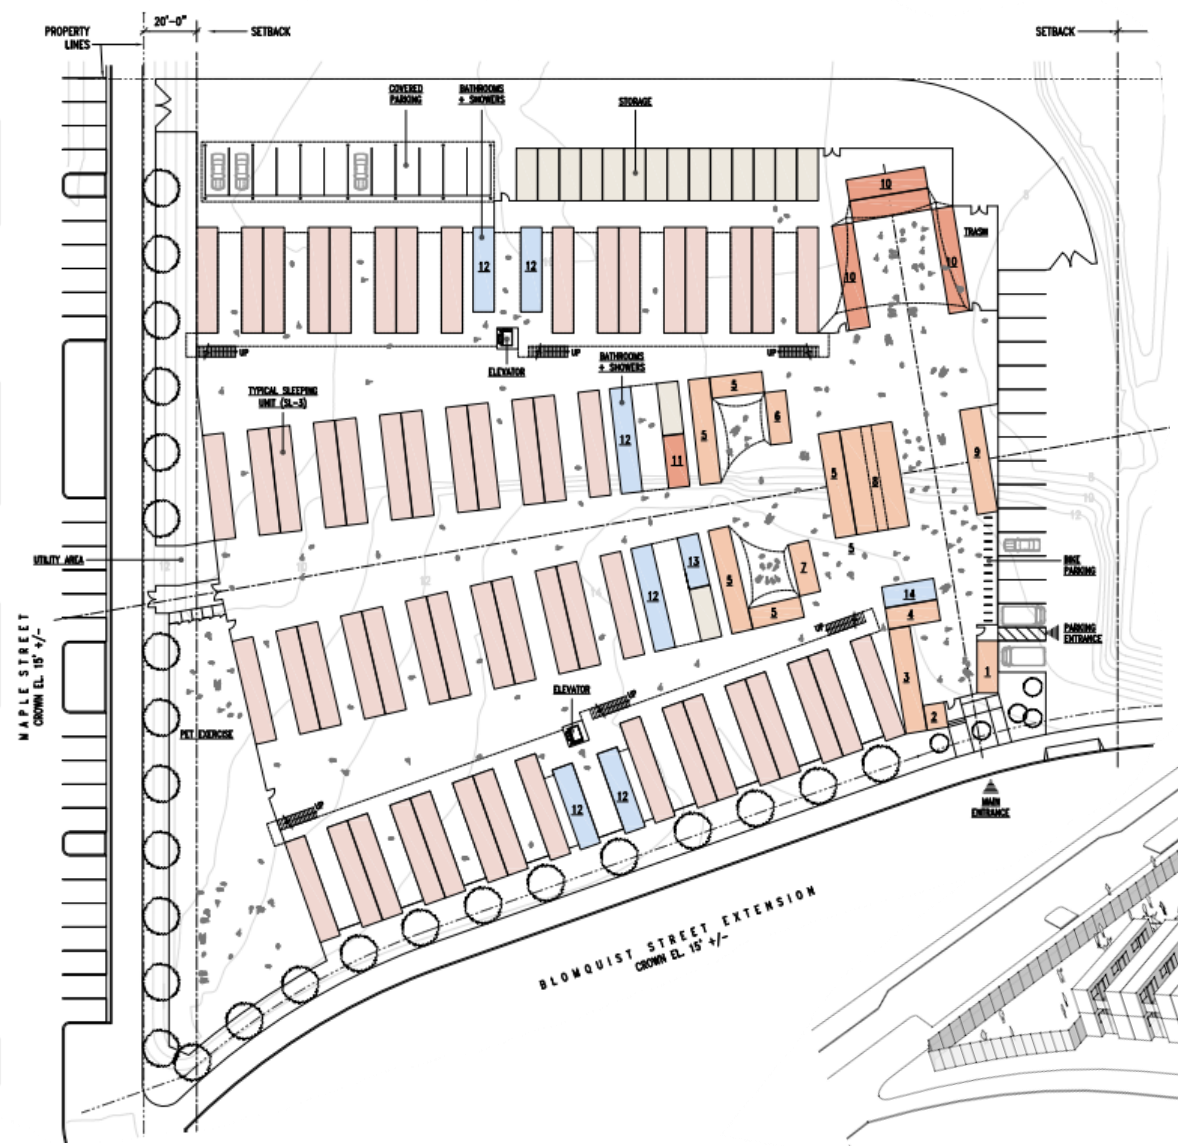 20'-0"
PROPERTY
LINES
SETBACK
SETBACK
COVERED
PARKING
BATHROOMS
+ SHOWERS
STORAGE
10
TRASH
12
12
10
10
UP
UP
UP
ELEVATOR
BATHROOMS
+ SHOWERS
TYPICAL SLEEPING
UNIT (SL-3)
5
6
5
12
11
5
8
9
UTILITY AREA
5
BIKE
PARKING
13
5
7
12
5
14
4
UP
PARKING
ENTRANCE
MAPLE STREET
CROWN EL. 15' +/-
PET EXERCISE
ELEVATOR
UP
3
1
2
MAIN
ENTRANCE
UP
12
12
BLOMQUIST STREET EXTENSION
CROWN EL. 15' +/-